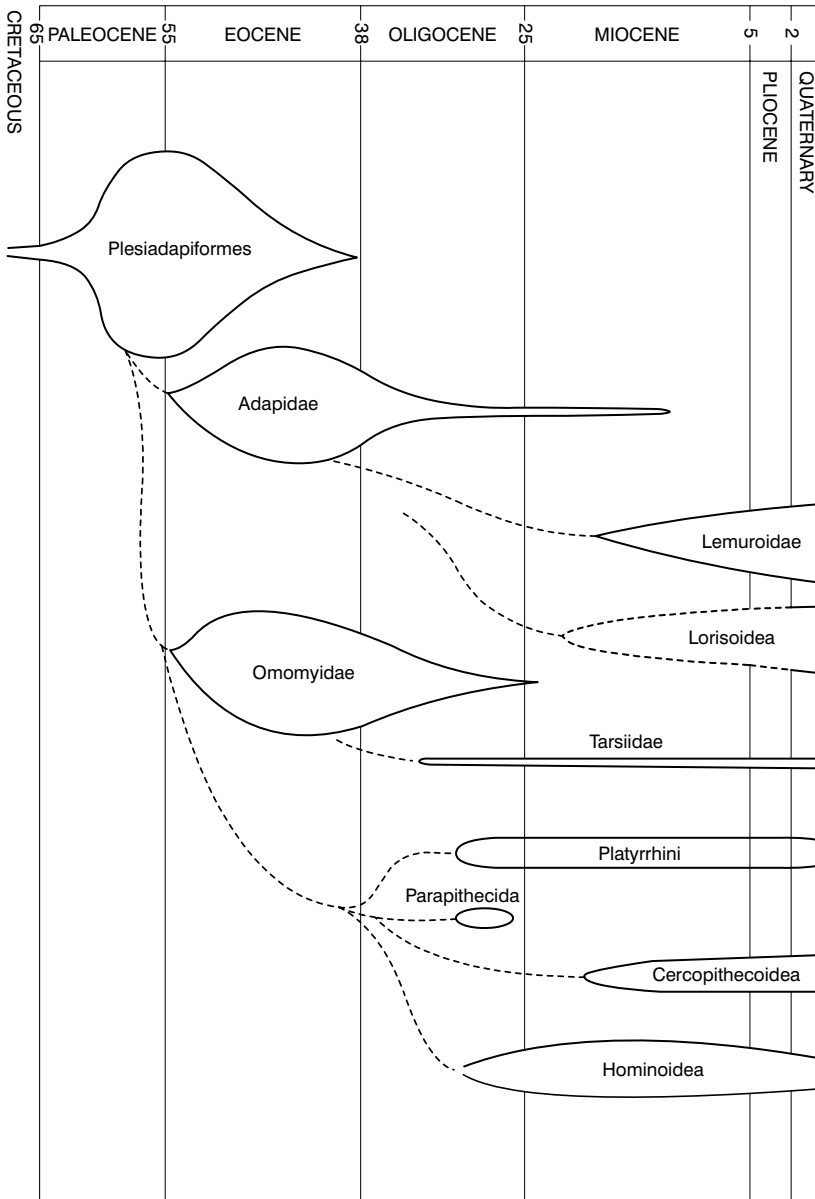 CRETACEOUS
65
PALEOCENE
55
EOCENE
38
OLIGOCENE
25
MIOCENE
5
PLIOCENE
2
QUATERNARY
Plesiadapiformes
Adapidae
Lemuroidae
Lorisoidea
Omomyidae
Tarsiidae
Platyrrhini
Parapithecida
Cercopithecoidea
Hominoidea